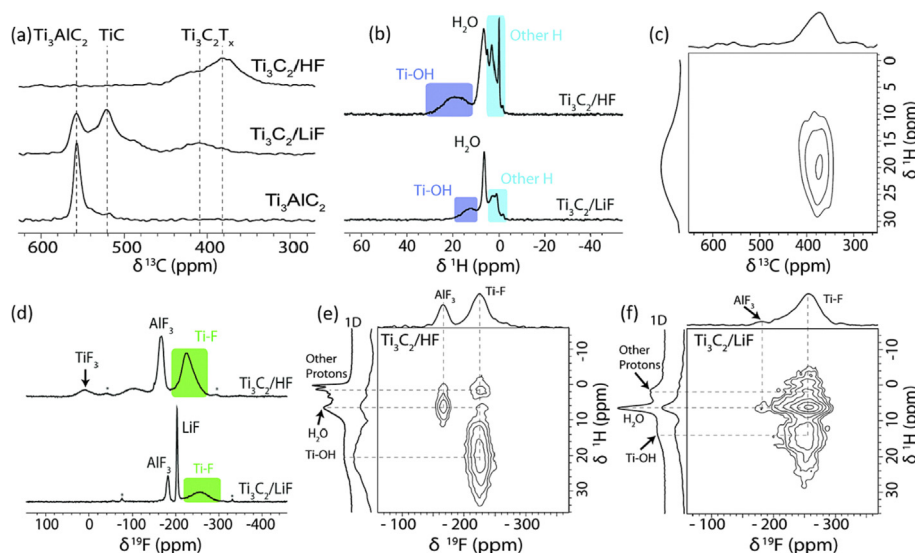 (a)
Ti₃AlC₂ TiC Ti₃C₂Tₓ
Ti₃C₂/HF
Ti₃C₂/LiF
Ti₃AlC₂
600 500 400 300
δ ¹³C (ppm)
(b)
H₂O
Other H
Ti-OH
Ti₃C₂/HF
H₂O
Ti-OH
Other H
Ti₃C₂/LiF
60 40 20 0 -20 -40
δ ¹H (ppm)
(c)
0
5
10
15
20
25
30
δ ¹H (ppm)
600 500 400 300
δ ¹³C (ppm)
(d)
TiF₃
AlF₃
Ti-F
Ti₃C₂/HF
LiF
AlF₃
Ti-F
Ti₃C₂/LiF
* * * *
100 0 -100 -200 -300 -400
δ¹⁹F (ppm)
(e)
AlF₃ Ti-F
1D
Ti₃C₂/HF
Other
Protons
H₂O
Ti-OH
-10
0
10
20
30
δ ¹H (ppm)
-100 -200 -300
δ¹⁹F (ppm)
(f)
AlF₃ Ti-F
1D
Ti₃C₂/LiF
Other
Protons
H₂O
Ti-OH
-10
0
10
20
30
δ ¹H (ppm)
-100 -200 -300
δ¹⁹F (ppm)